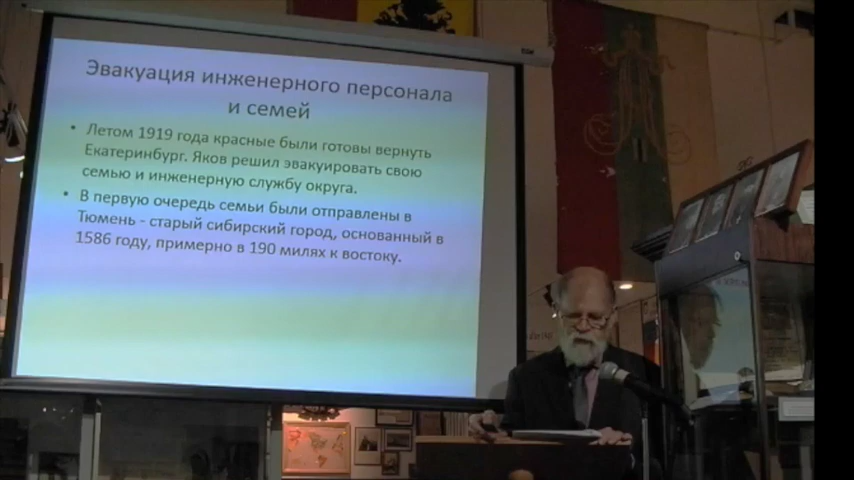 Эвакуация инженерного персонала
и семей
• Летом 1919 года красные были готовы вернуть
Екатеринбург. Яков решил эвакуировать свою
семью и инженерную службу округа.
• В первую очередь семьи были отправлены в
Тюмень - старый сибирский город, основанный в
1586 году, примерно в 190 милях к востоку.